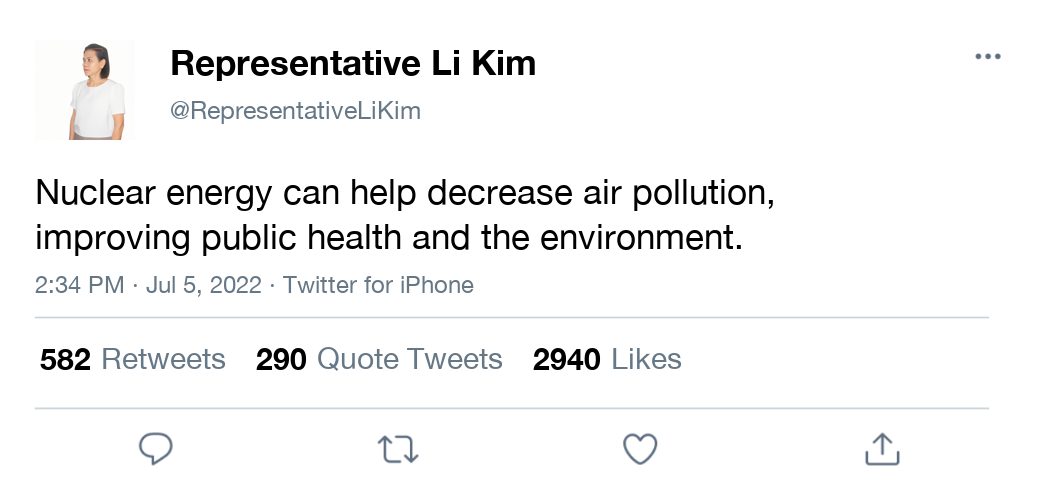 Representative Li Kim
@RepresentativeLiKim
Nuclear energy can help decrease air pollution,
improving public health and the environment.
2:34 PM · Jul 5, 2022 · Twitter for iPhone
582 Retweets 290 Quote Tweets 2940 Likes